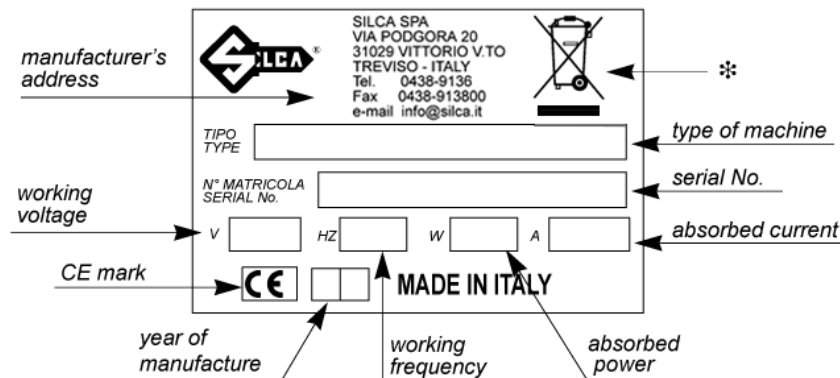 SILCA®
SILCA SPA
VIA PODGORA 20
31029 VITTORIO V.TO
TREVISO - ITALY
Tel. 0438-9136
Fax 0438-913800
e-mail info@silca.it
manufacturer's
address
*
TIPO
TYPE
type of machine
N° MATRICOLA
SERIAL No.
serial No.
working
voltage
V
HZ
W
A
absorbed current
CE mark
CE
MADE IN ITALY
year of
manufacture
working
frequency
absorbed
power